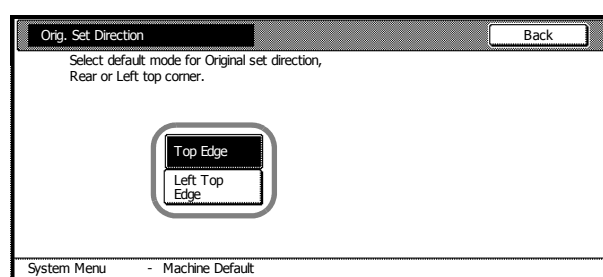 Orig. Set Direction
Back
Select default mode for Original set direction,
Rear or Left top corner.
Top Edge
Left Top
Edge
System Menu - Machine Default